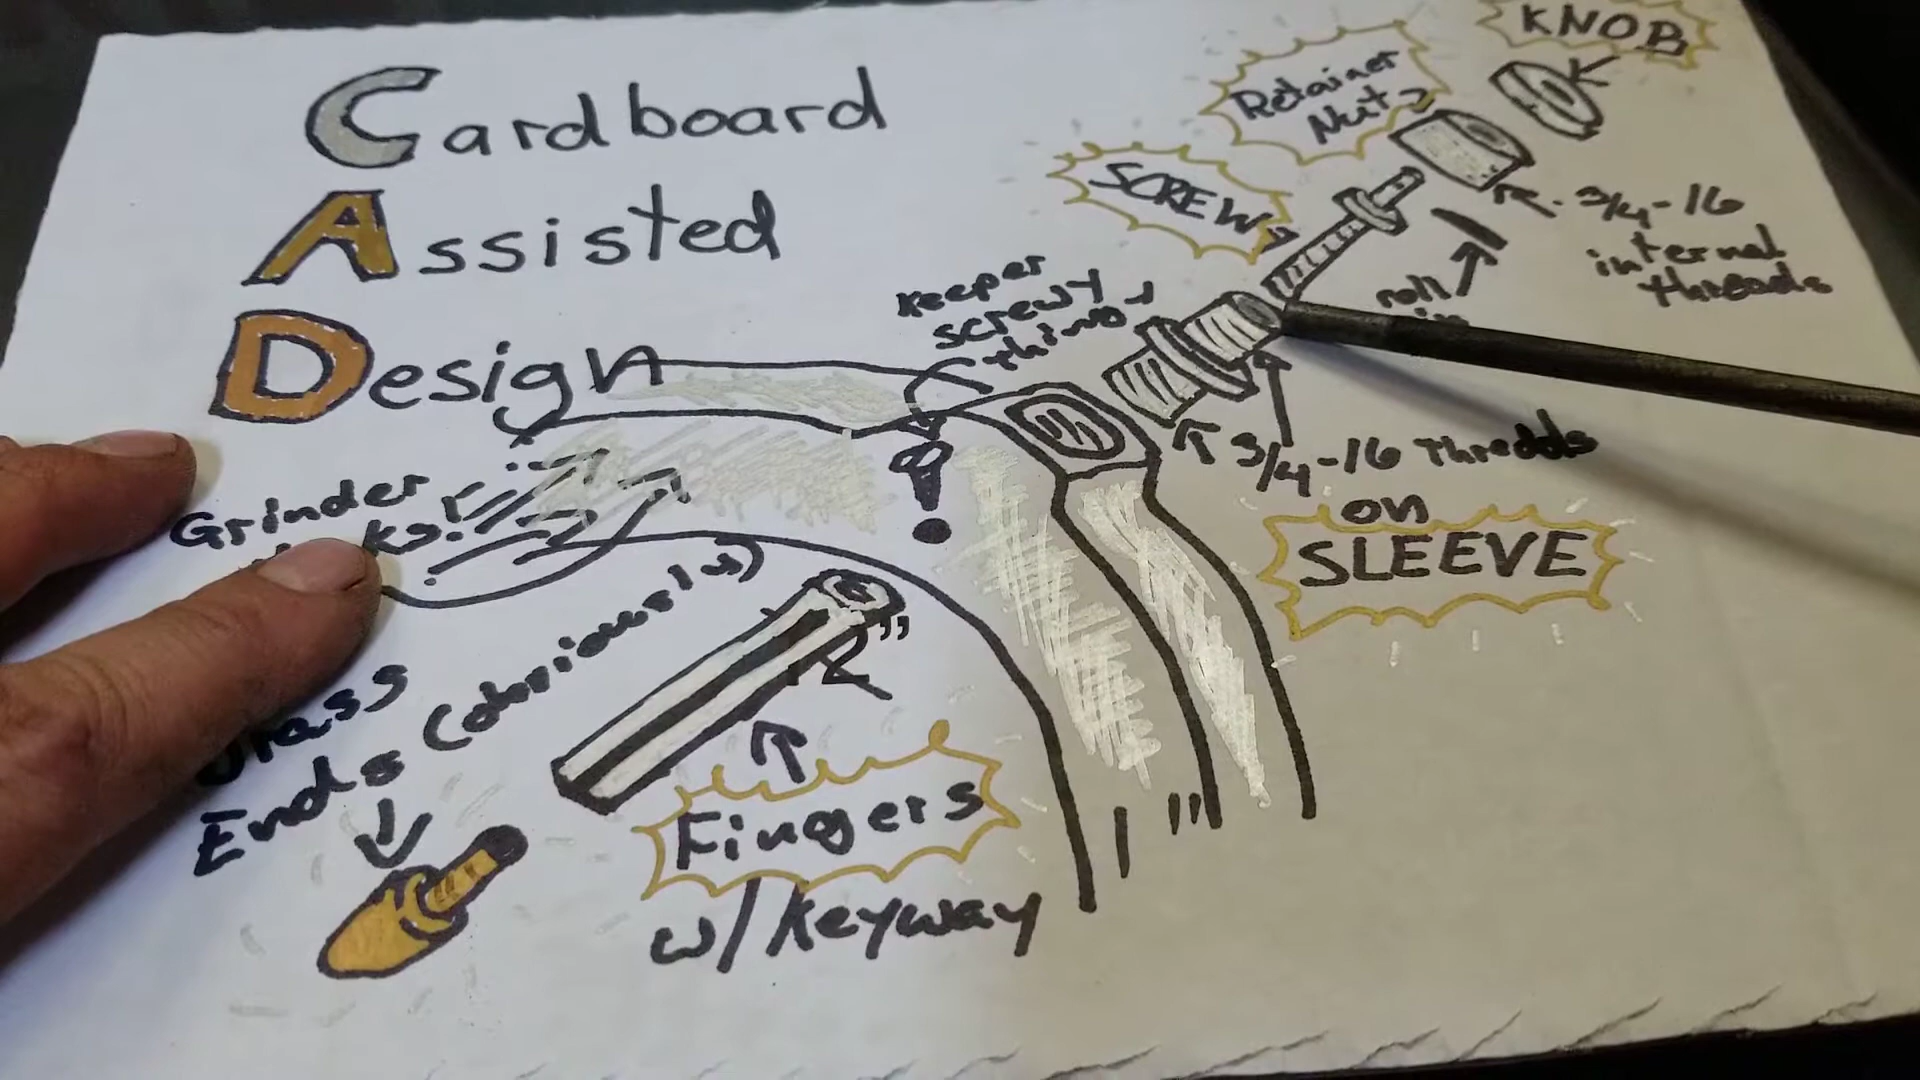 Cardboard
Assisted
Design
KNOB
Retainer
Nut
SCREW
3/4-16
internal
threads
roll
Keeper
screwy
thing
3/4-16 Threads
on
SLEEVE
Grinder
Ends (obviously)
1/2"
Fingers
w/keyway
1"